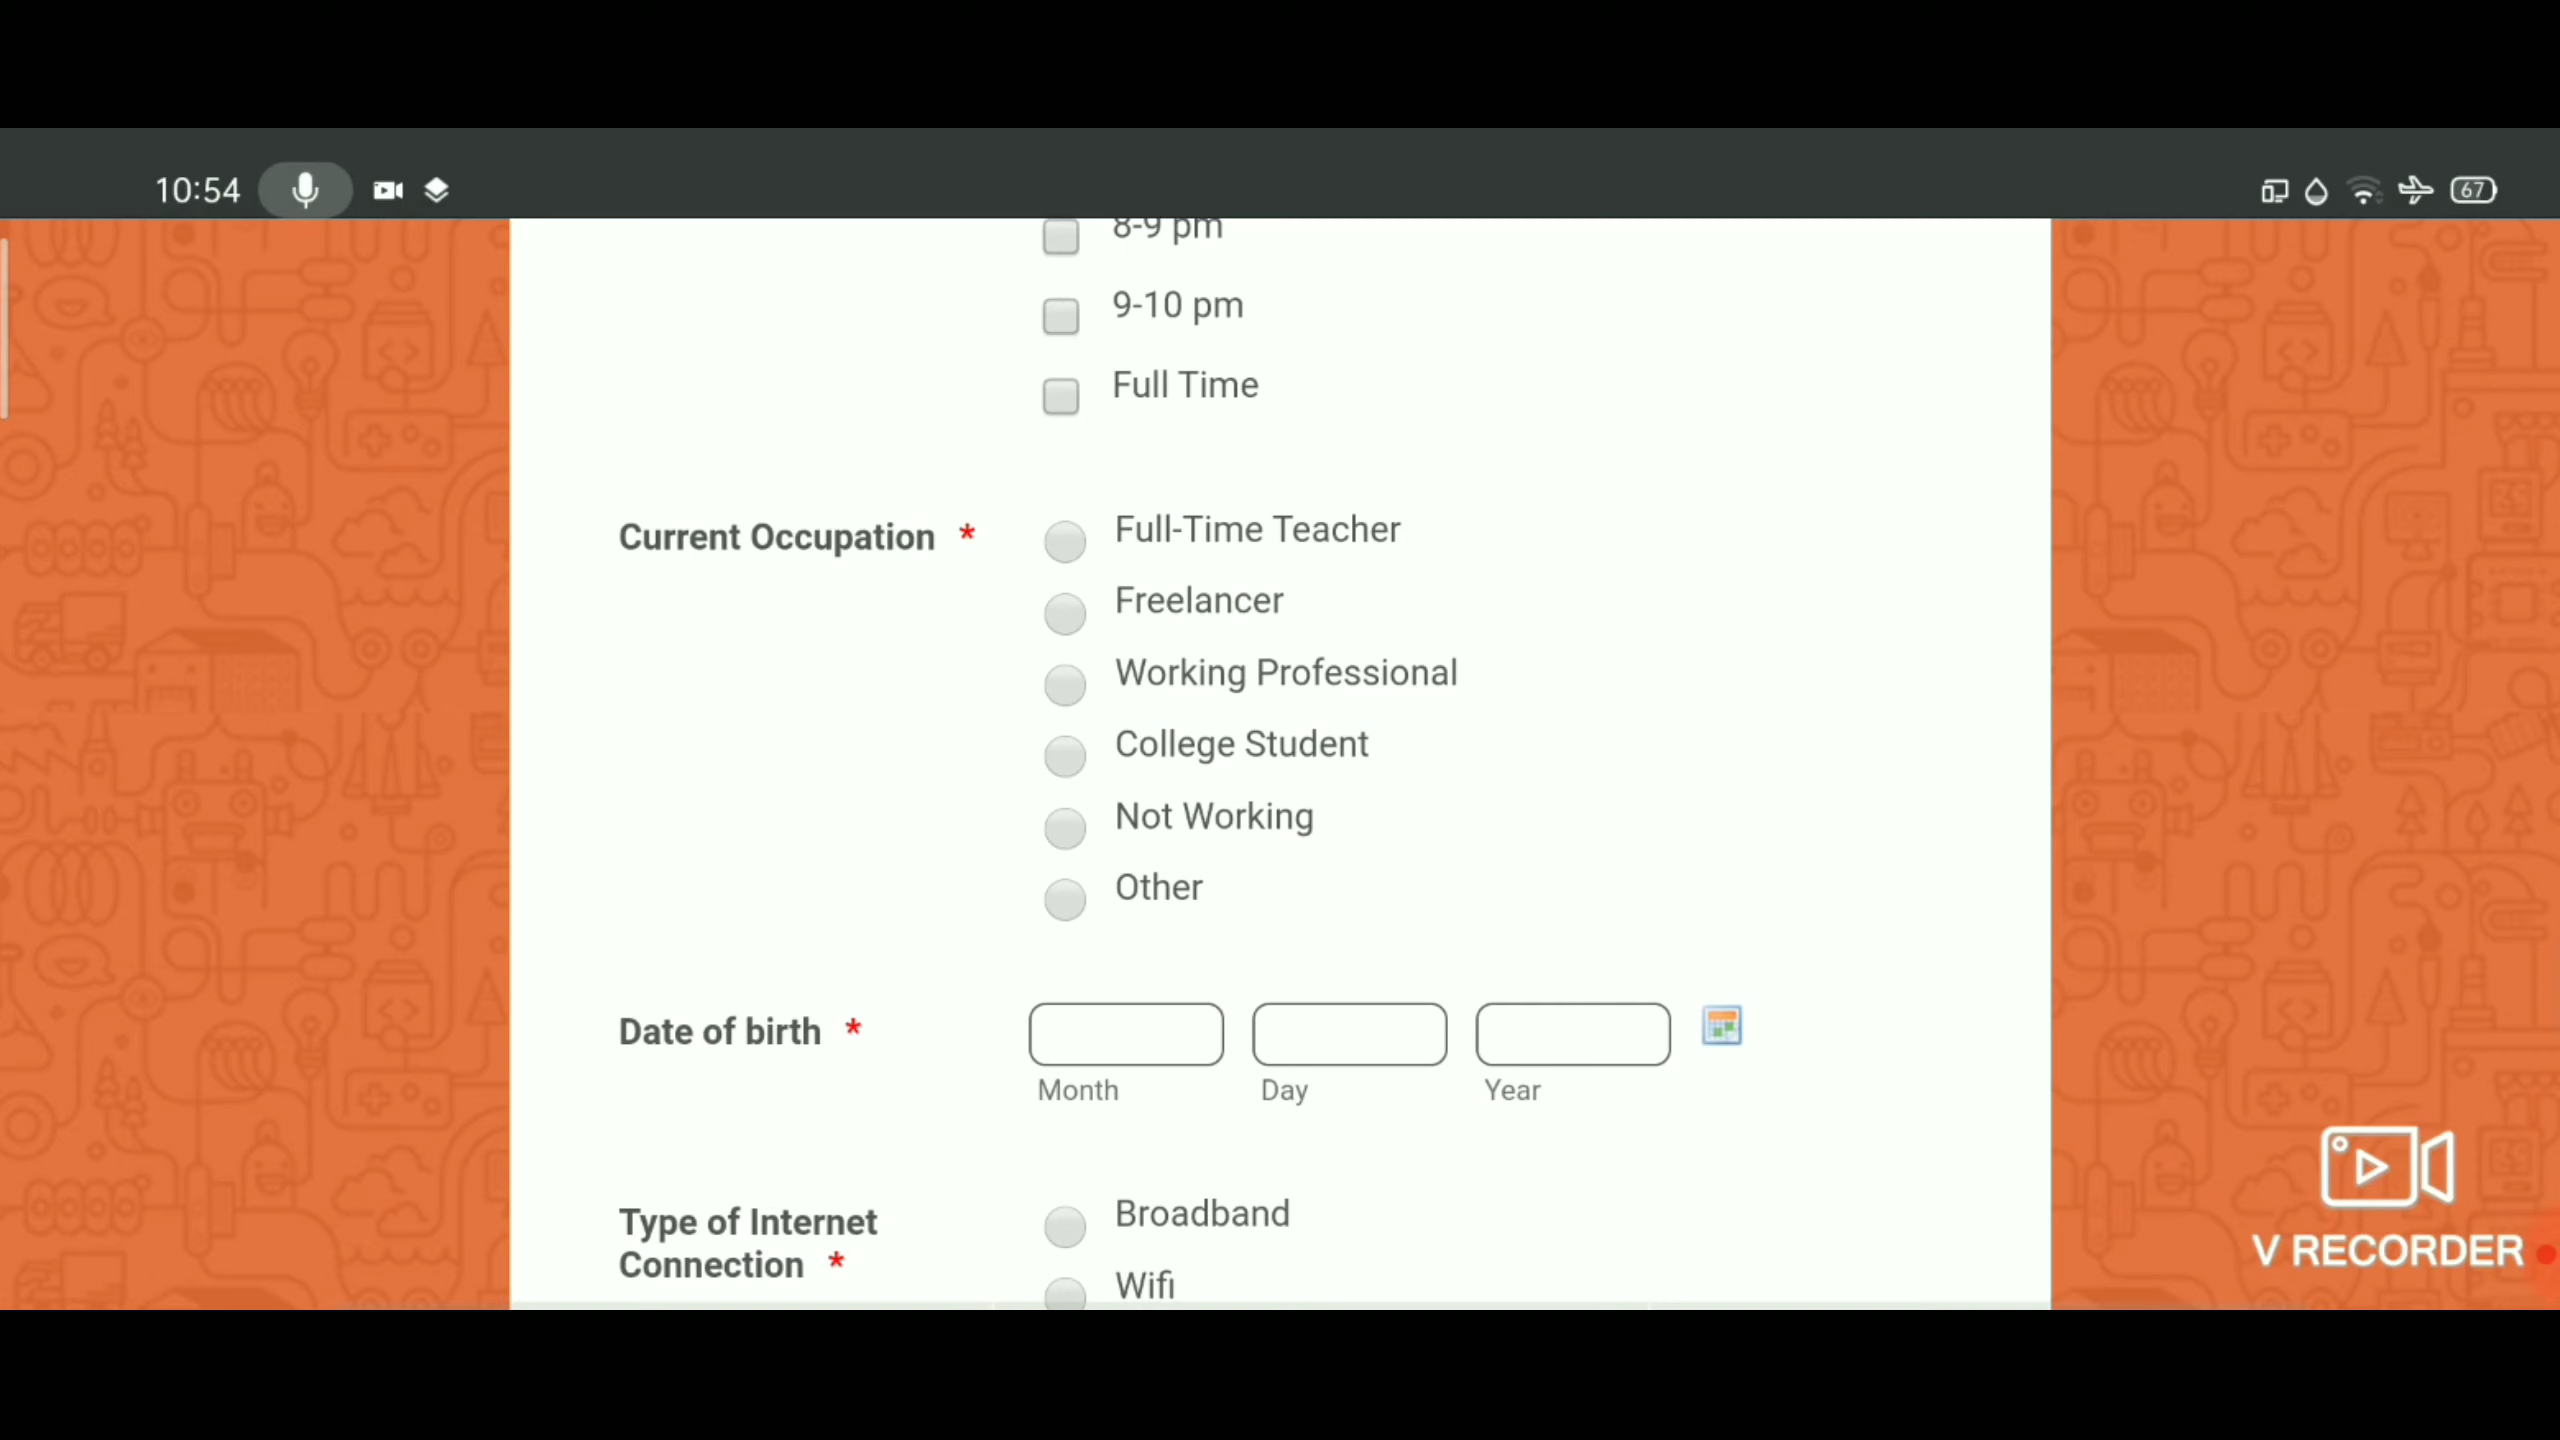 10:54
67
8-9 pm
9-10 pm
Full Time
Current Occupation *
Full-Time Teacher
Freelancer
Working Professional
College Student
Not Working
Other
Date of birth *
Month Day Year
Type of Internet
Connection *
Broadband
Wifi
V RECORDER